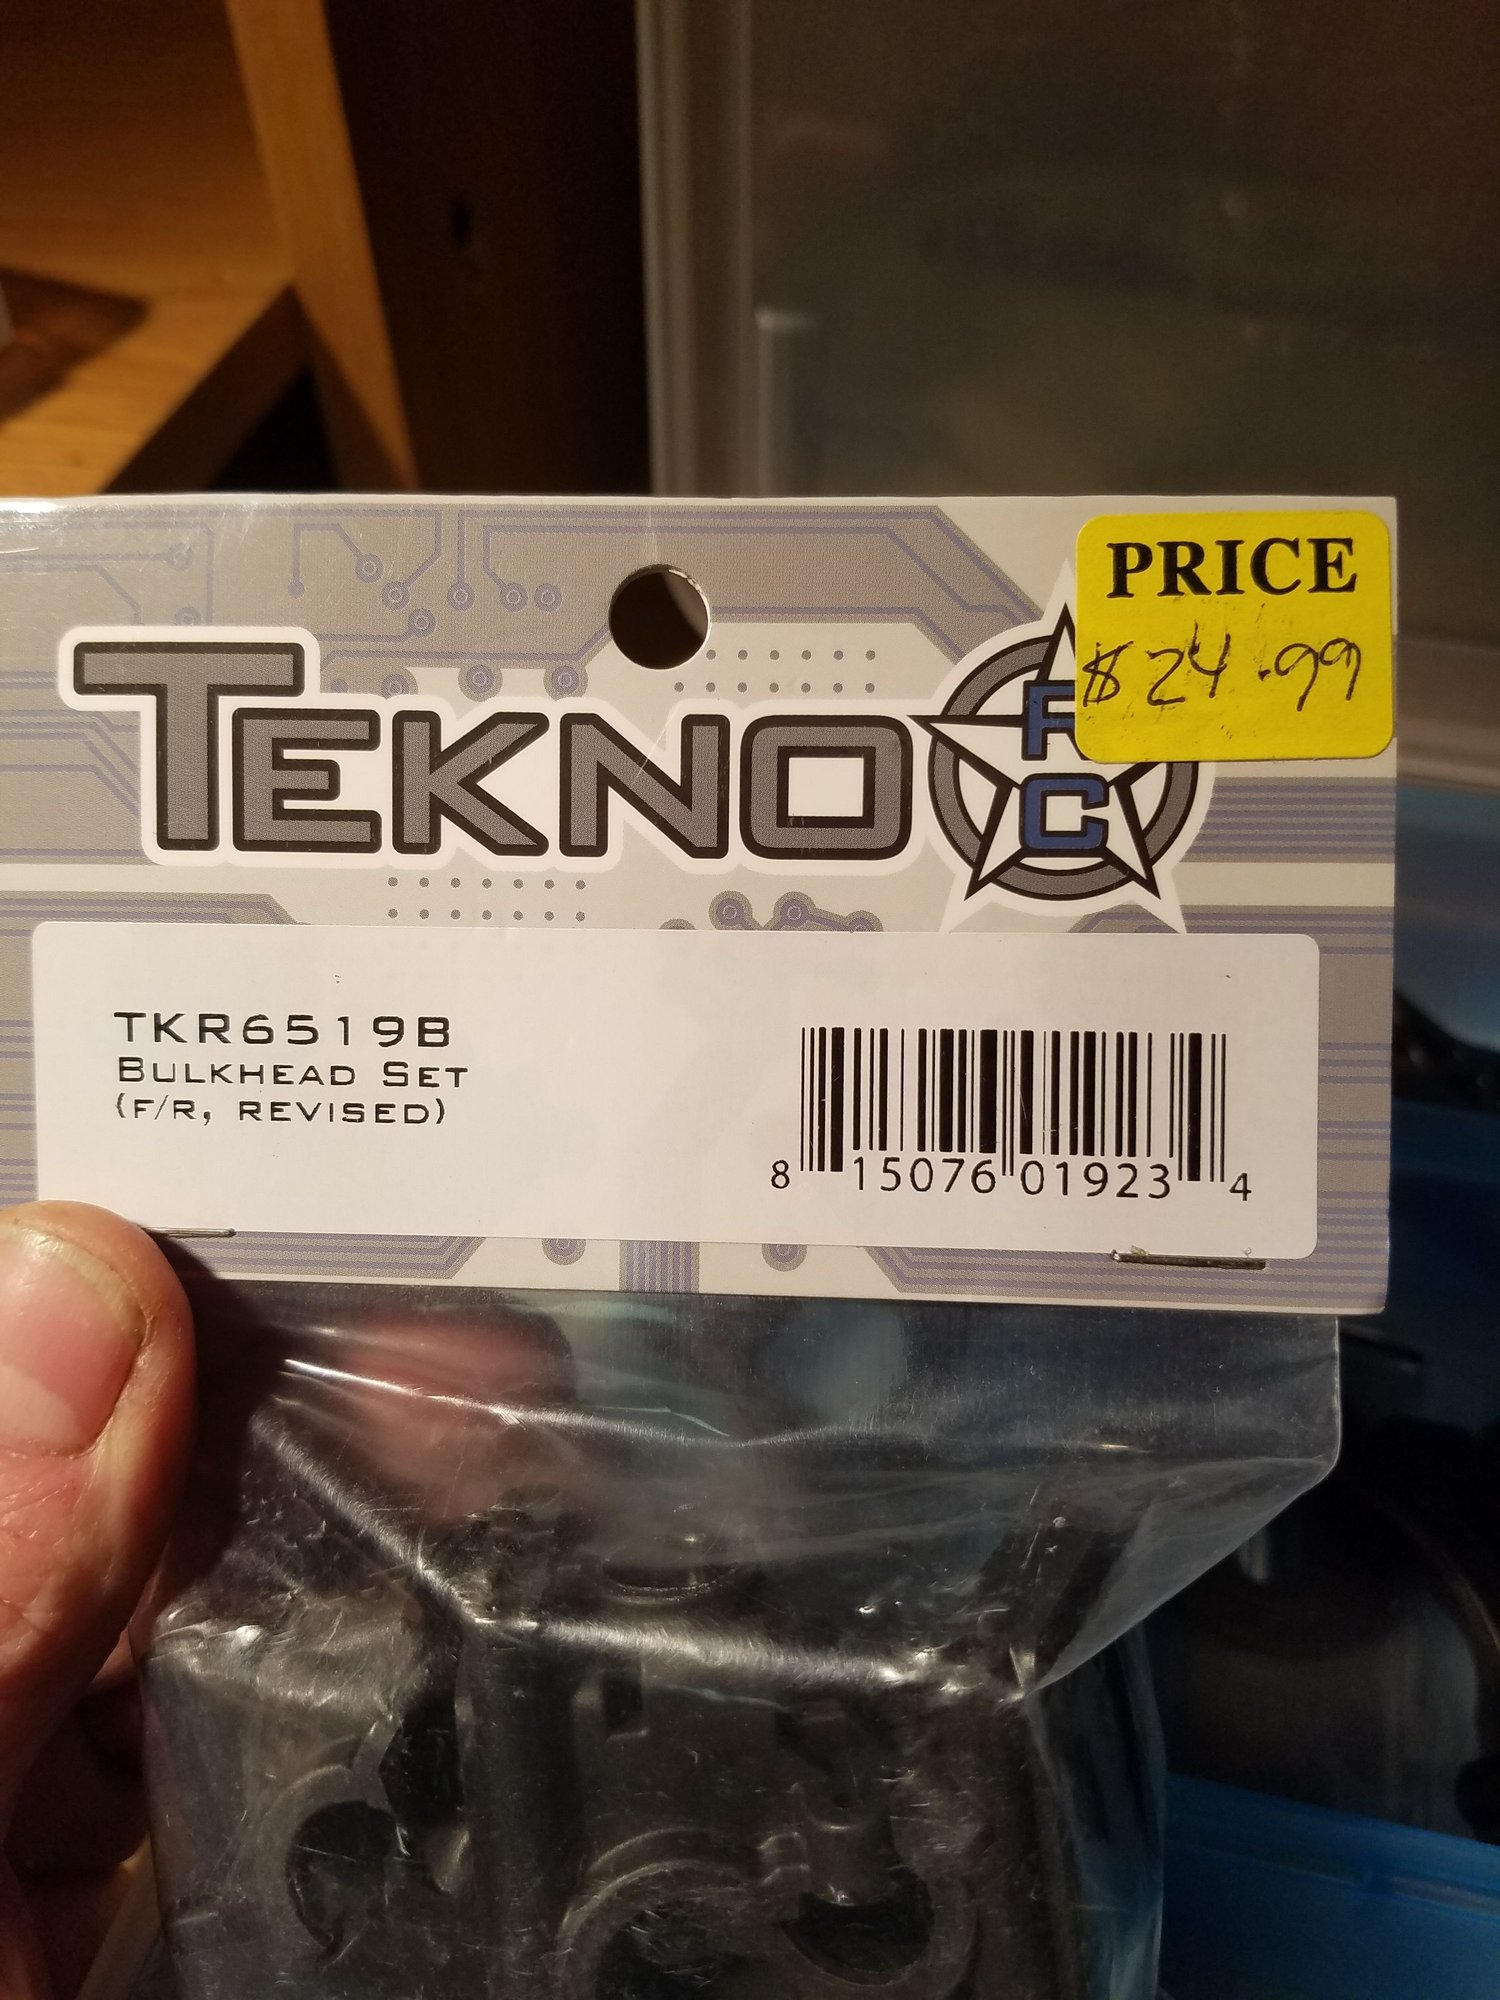 PRICE
$24.99
TEKNO
RC
TKR6519B
BULKHEAD SET
(F/R, REVISED)
8 15076 01923 4